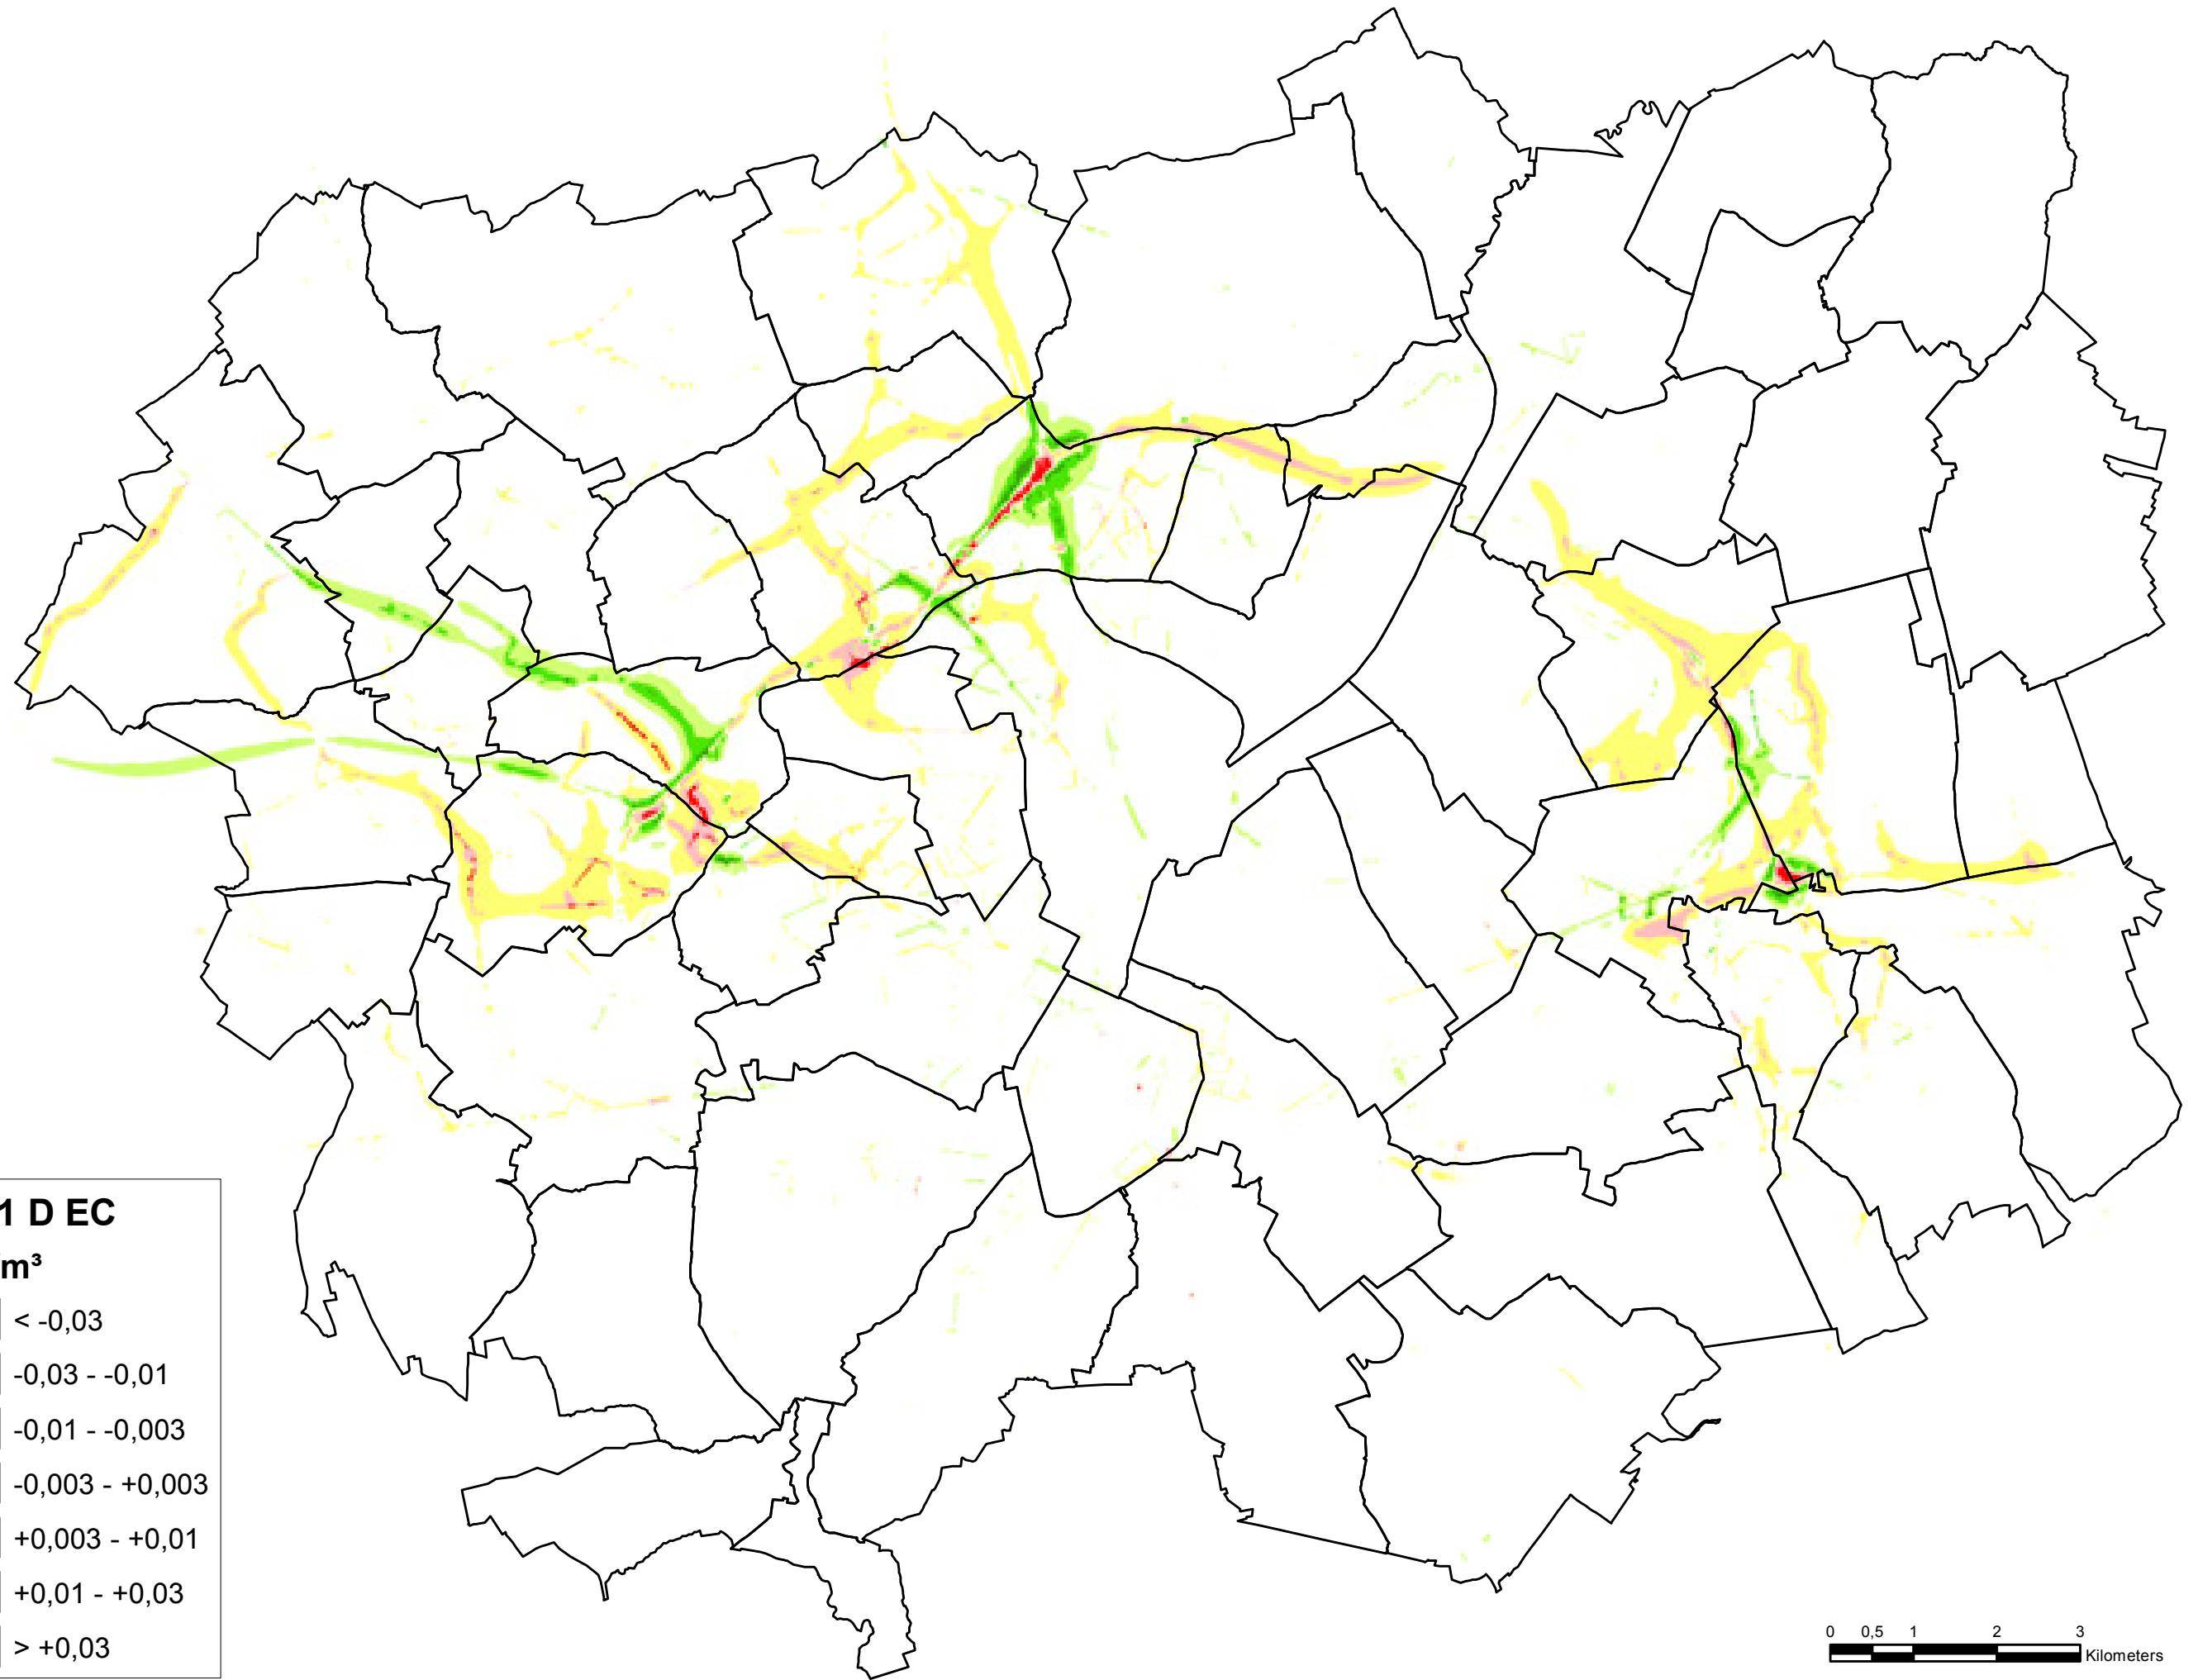 1 D EC
m³
< -0,03
-0,03 - -0,01
-0,01 - -0,003
-0,003 - +0,003
+0,003 - +0,01
+0,01 - +0,03
> +0,03
0 0,5 1 2 3
Kilometers